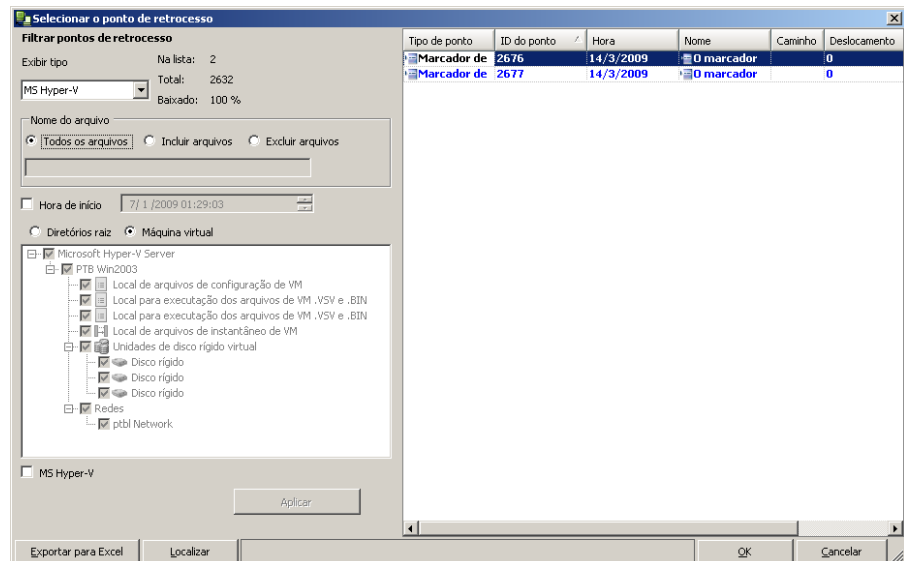 Selecionar o ponto de retrocesso
Filtrar pontos de retrocesso
Exibir tipo
Na lista: 2
Total: 2632
MS Hyper-V
Baixado: 100 %
Nome do arquivo
Todos os arquivos Incluir arquivos Excluir arquivos
Hora de início 7/ 1 /2009 01:29:03
Diretórios raiz Máquina virtual
Microsoft Hyper-V Server
PTB Win2003
Local de arquivos de configuração de VM
Local para executação dos arquivos de VM .VSV e .BIN
Local para executação dos arquivos de VM .VSV e .BIN
Local de arquivos de instantâneo de VM
Unidades de disco rígido virtual
Disco rígido
Disco rígido
Disco rígido
Redes
ptbl Network
MS Hyper-V
Aplicar
Tipo de ponto ID do ponto Hora Nome Caminho Deslocamento
Marcador de 2676 14/3/2009 O marcador 0
Marcador de 2677 14/3/2009 O marcador 0
Exportar para Excel Localizar OK Cancelar